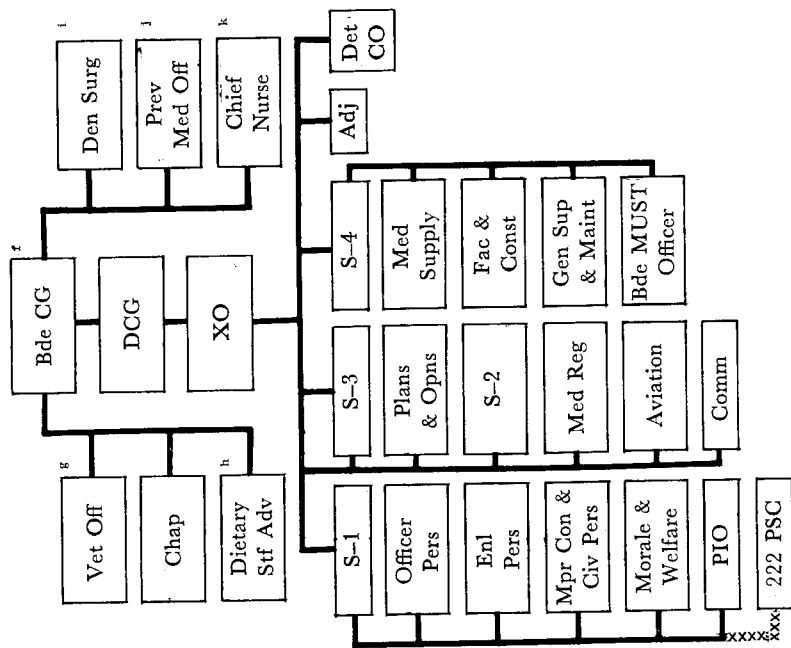 f
Bde CG
DCG
XO
g
Vet Off
Chap
h
Dietary
Stf Adv
i
Den Surg
j
Prev
Med Off
k
Chief
Nurse
S-1
Officer
Pers
Enl
Pers
Mpr Con &
Civ Pers
Morale &
Welfare
PIO
222 PSC
xxxxxxxx
S-3
Plans
& Opns
S-2
Med Reg
Aviation
Comm
S-4
Med
Supply
Fac &
Const
Gen Sup
& Maint
Bde MUST
Officer
Adj
Det
CO